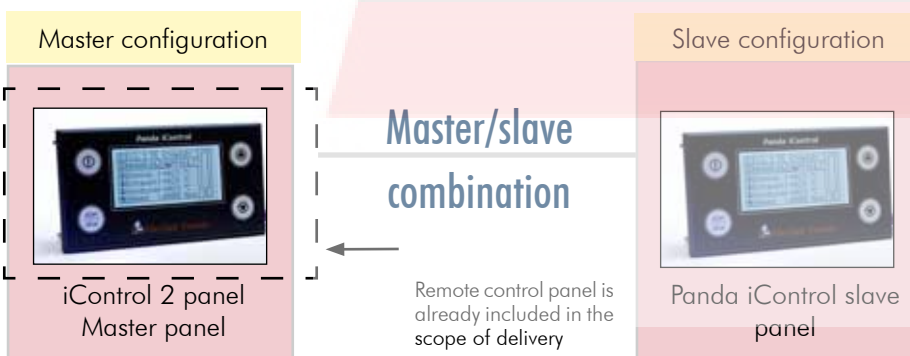 Master configuration
Slave configuration
Panda iControl
Master/slave
combination
Panda iControl
iControl 2 panel
Master panel
Remote control panel is
already included in the
scope of delivery
Panda iControl slave
panel